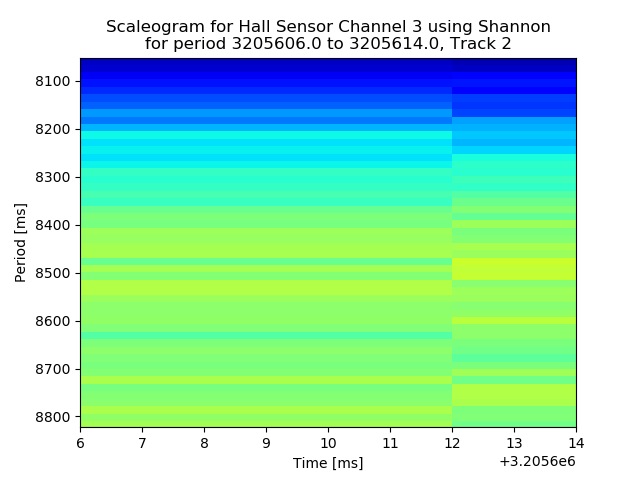 Scaleogram for Hall Sensor Channel 3 using Shannon
for period 3205606.0 to 3205614.0, Track 2
Period [ms]
8100
8200
8300
8400
8500
8600
8700
8800
6 7 8 9 10 11 12 13 14
Time [ms]
+3.2056e6